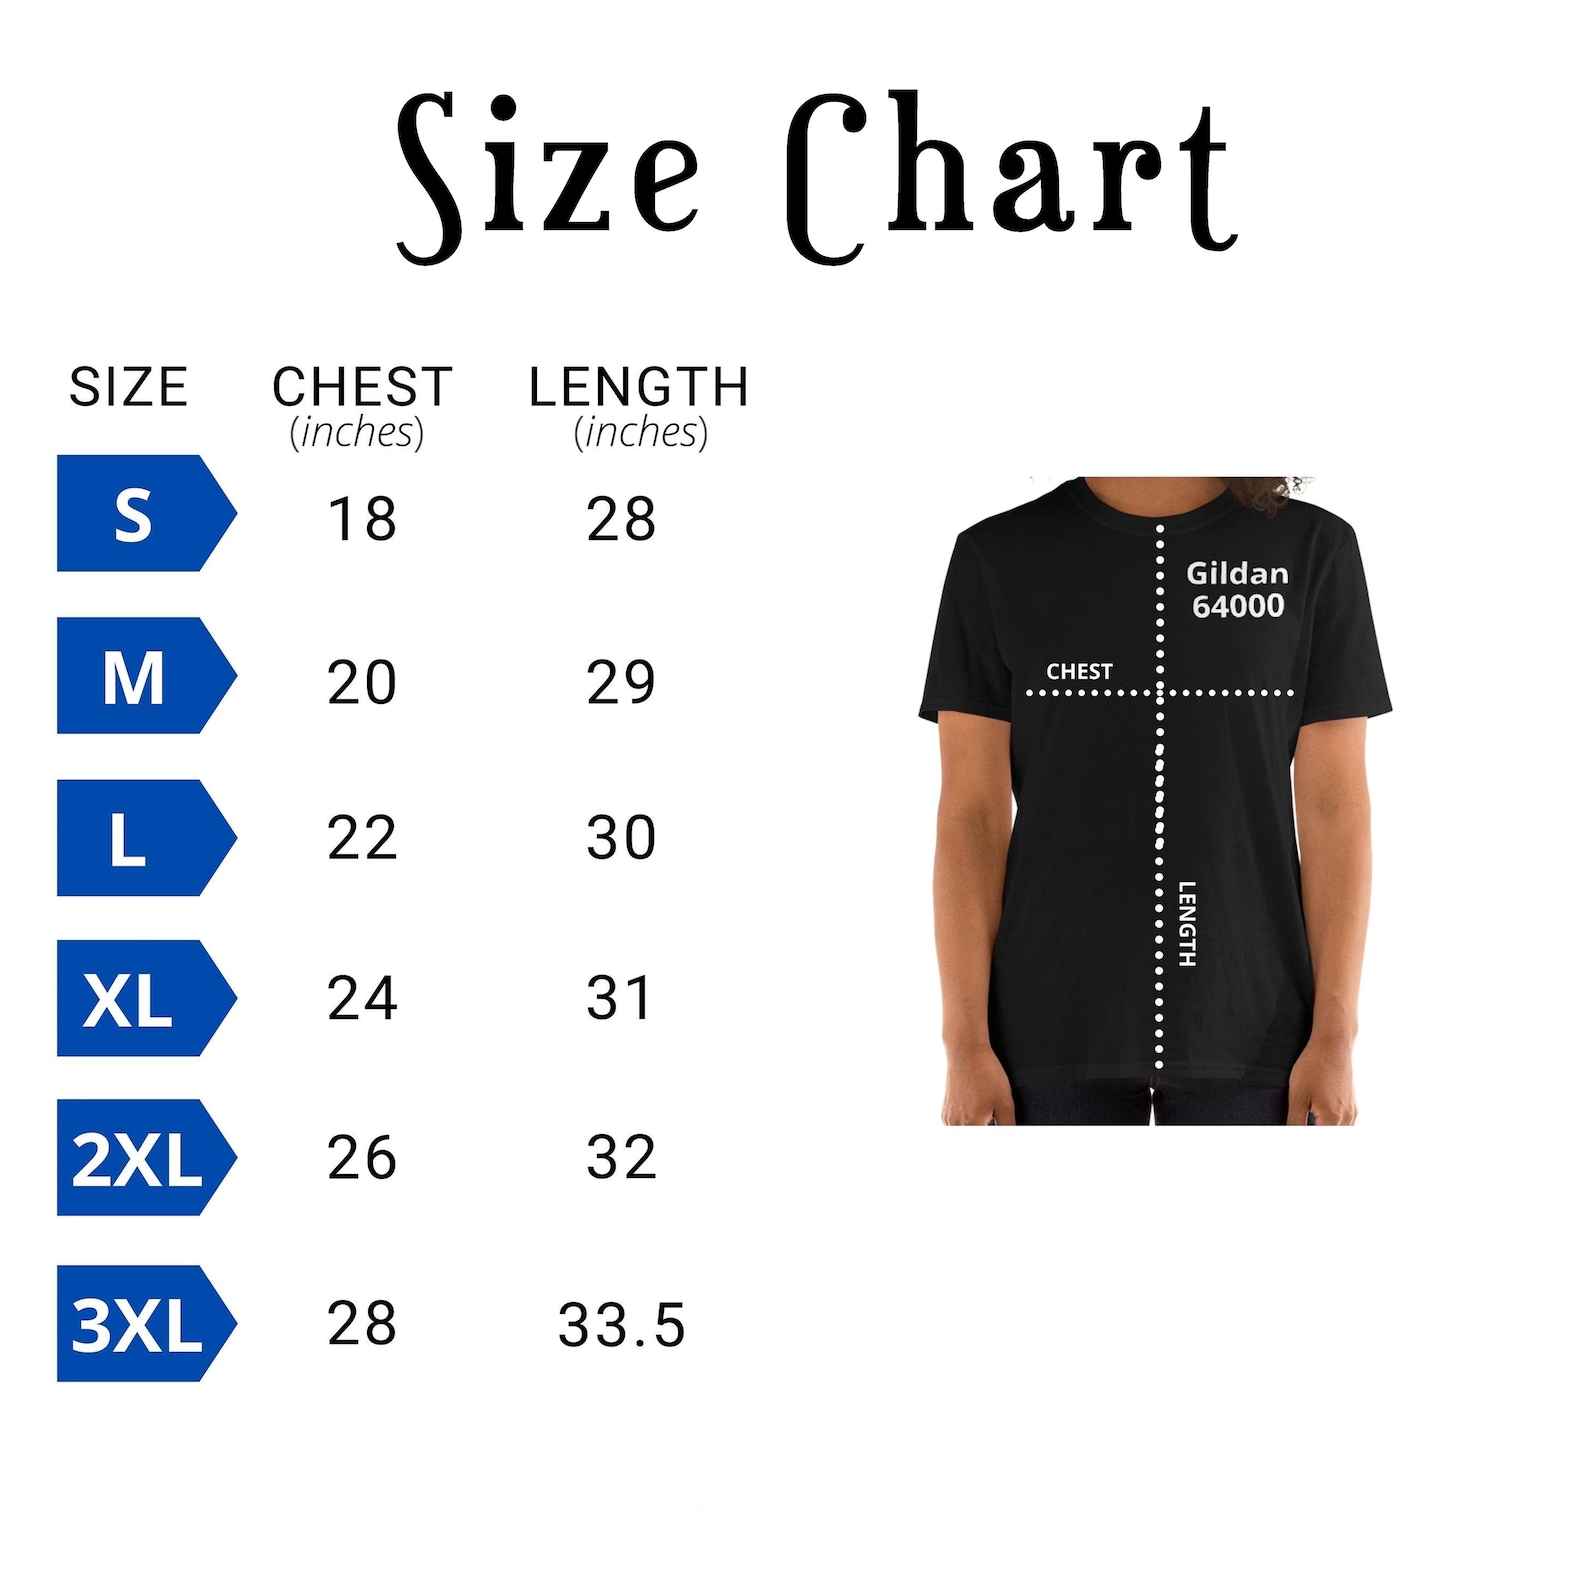 Size Chart
SIZE CHEST LENGTH
(inches) (inches)
S 18 28
M 20 29
L 22 30
XL 24 31
2XL 26 32
3XL 28 33.5
Gildan
64000
CHEST
LENGTH